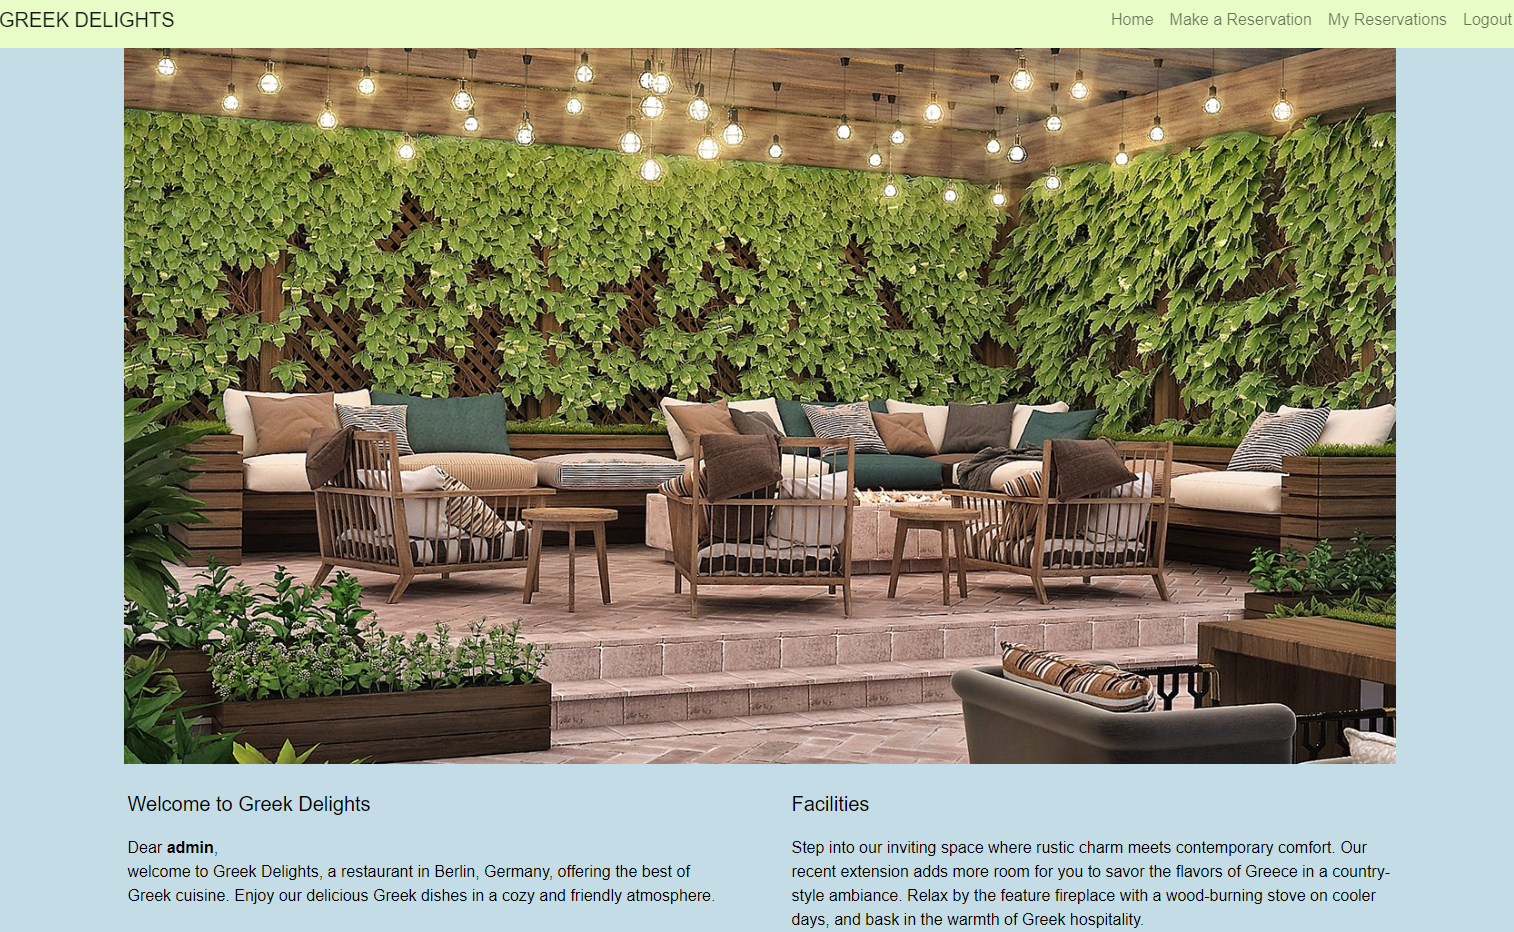 GREEK DELIGHTS
Home Make a Reservation My Reservations Logout
Welcome to Greek Delights
Dear admin,
welcome to Greek Delights, a restaurant in Berlin, Germany, offering the best of
Greek cuisine. Enjoy our delicious Greek dishes in a cozy and friendly atmosphere.
Facilities
Step into our inviting space where rustic charm meets contemporary comfort. Our
recent extension adds more room for you to savor the flavors of Greece in a country-
style ambiance. Relax by the feature fireplace with a wood-burning stove on cooler
days, and bask in the warmth of Greek hospitality.